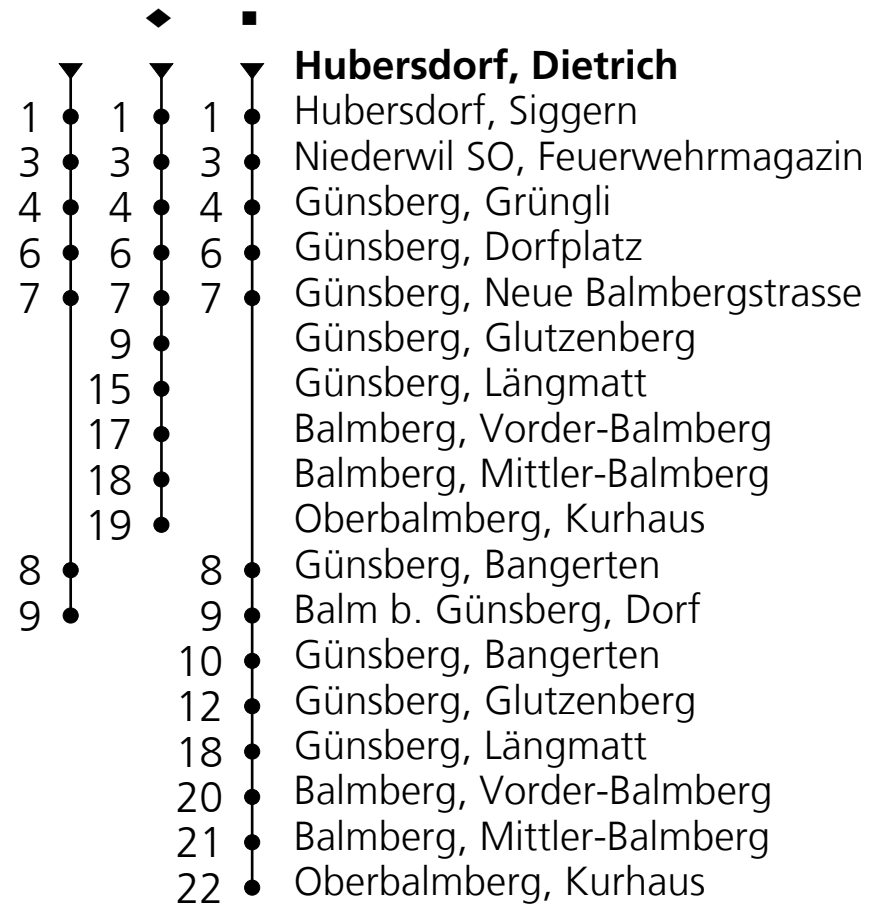 Hubersdorf, Dietrich
1 1 1 Hubersdorf, Siggern
3 3 3 Niederwil SO, Feuerwehrmagazin
4 4 4 Günsberg, Grüngli
6 6 6 Günsberg, Dorfplatz
7 7 7 Günsberg, Neue Balmbergstrasse
9 Günsberg, Glutzenberg
15 Günsberg, Längmatt
17 Balmberg, Vorder-Balmberg
18 Balmberg, Mittler-Balmberg
19 Oberbalmberg, Kurhaus
8 8 Günsberg, Bangerten
9 9 Balm b. Günsberg, Dorf
10 Günsberg, Bangerten
12 Günsberg, Glutzenberg
18 Günsberg, Längmatt
20 Balmberg, Vorder-Balmberg
21 Balmberg, Mittler-Balmberg
22 Oberbalmberg, Kurhaus